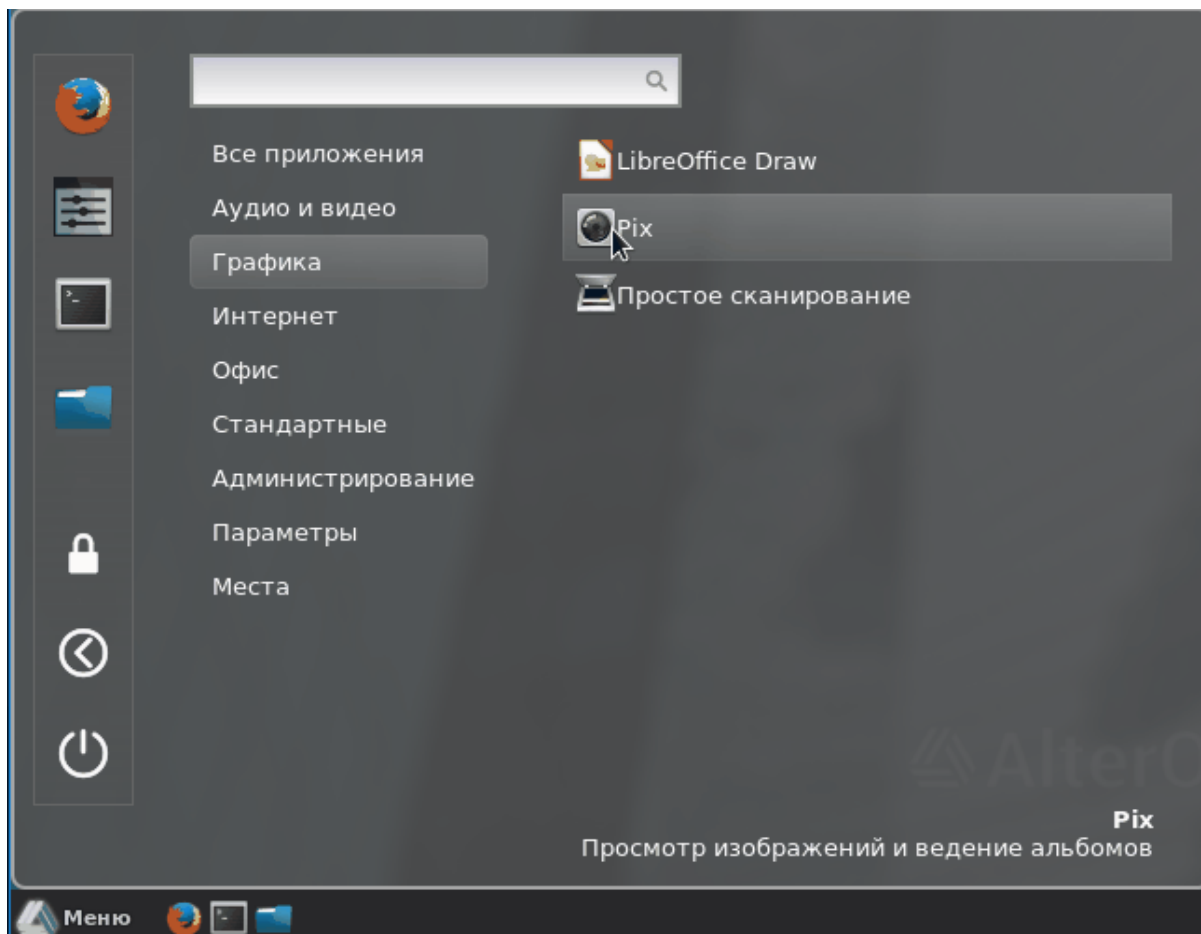 Все приложения
Аудио и видео
Графика
Интернет
Офис
Стандартные
Администрирование
Параметры
Места
LibreOffice Draw
Pix
Простое сканирование
AlterO
Pix
Просмотр изображений и ведение альбомов
Меню